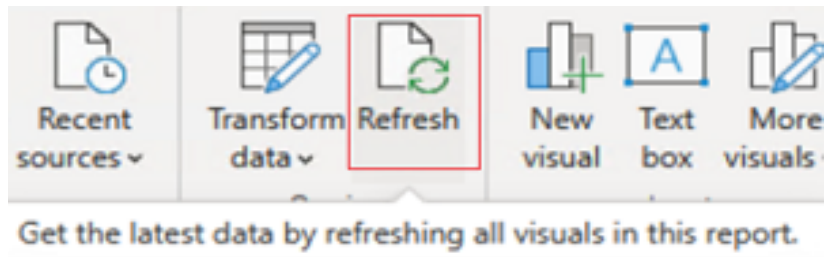 Recent sources
Transform data
Refresh
New visual
Text box
More visuals
A
Get the latest data by refreshing all visuals in this report.